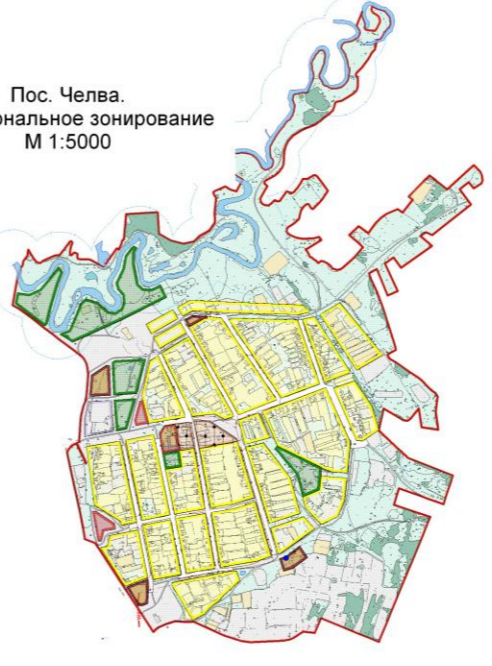 Пос. Челва.
ональное зонирование
М 1:5000